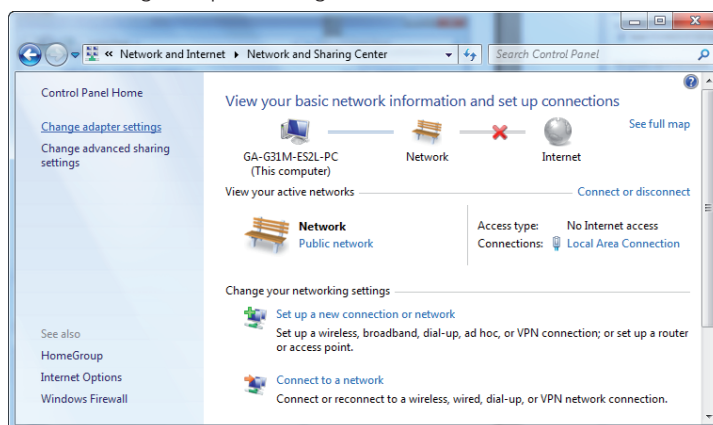 « Network and Internet ▸ Network and Sharing Center
Search Control Panel
Control Panel Home
Change adapter settings
Change advanced sharing
settings
See also
HomeGroup
Internet Options
Windows Firewall
View your basic network information and set up connections
See full map
GA-G31M-ES2L-PC
(This computer)
Network
Internet
View your active networks
Connect or disconnect
Network
Public network
Access type: No Internet access
Connections: Local Area Connection
Change your networking settings
Set up a new connection or network
Set up a wireless, broadband, dial-up, ad hoc, or VPN connection; or set up a router
or access point.
Connect to a network
Connect or reconnect to a wireless, wired, dial-up, or VPN network connection.